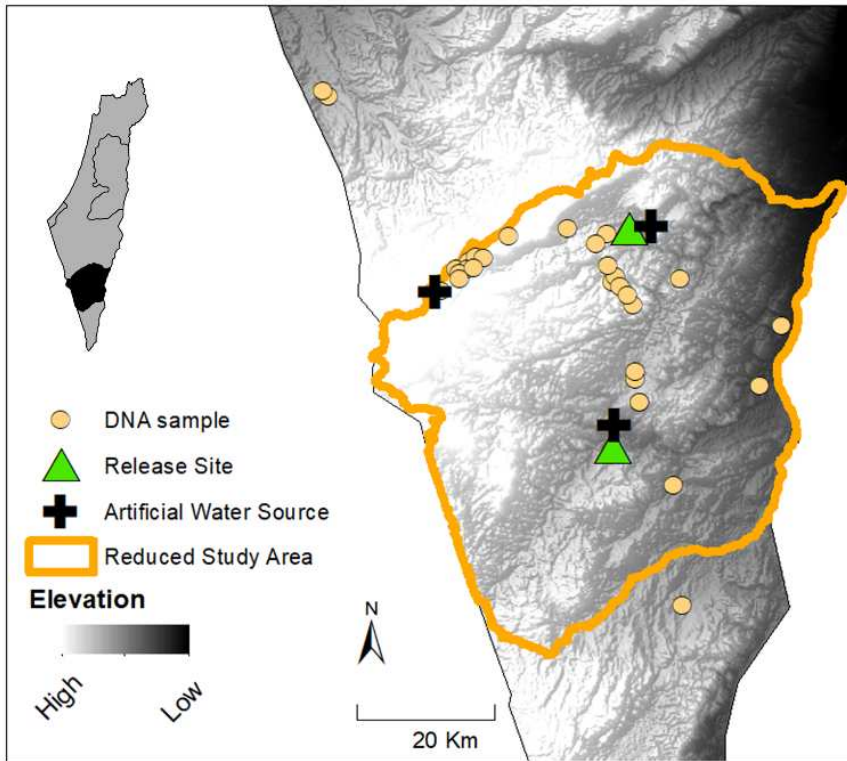 DNA sample
Release Site
Artificial Water Source
Reduced Study Area
Elevation
High
Low
N
20 Km